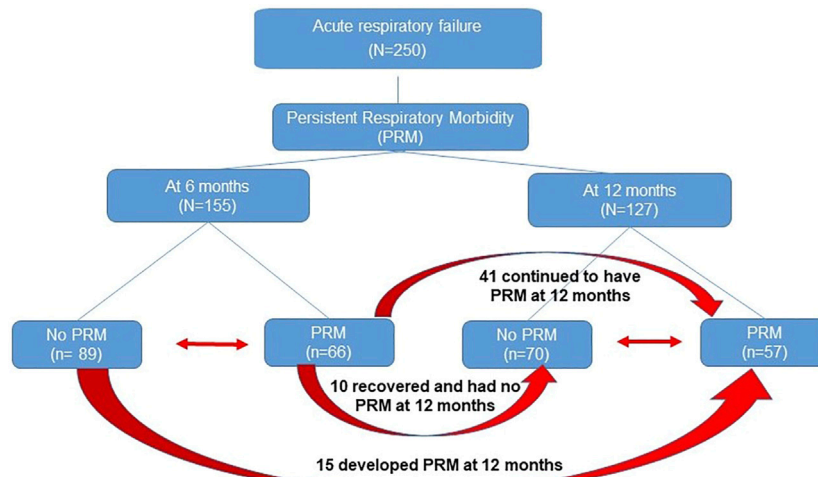 Acute respiratory failure
(N=250)
Persistent Respiratory Morbidity
(PRM)
At 6 months
(N=155)
At 12 months
(N=127)
41 continued to have
PRM at 12 months
No PRM
(n= 89)
PRM
(n=66)
No PRM
(n=70)
PRM
(n=57)
10 recovered and had no
PRM at 12 months
15 developed PRM at 12 months